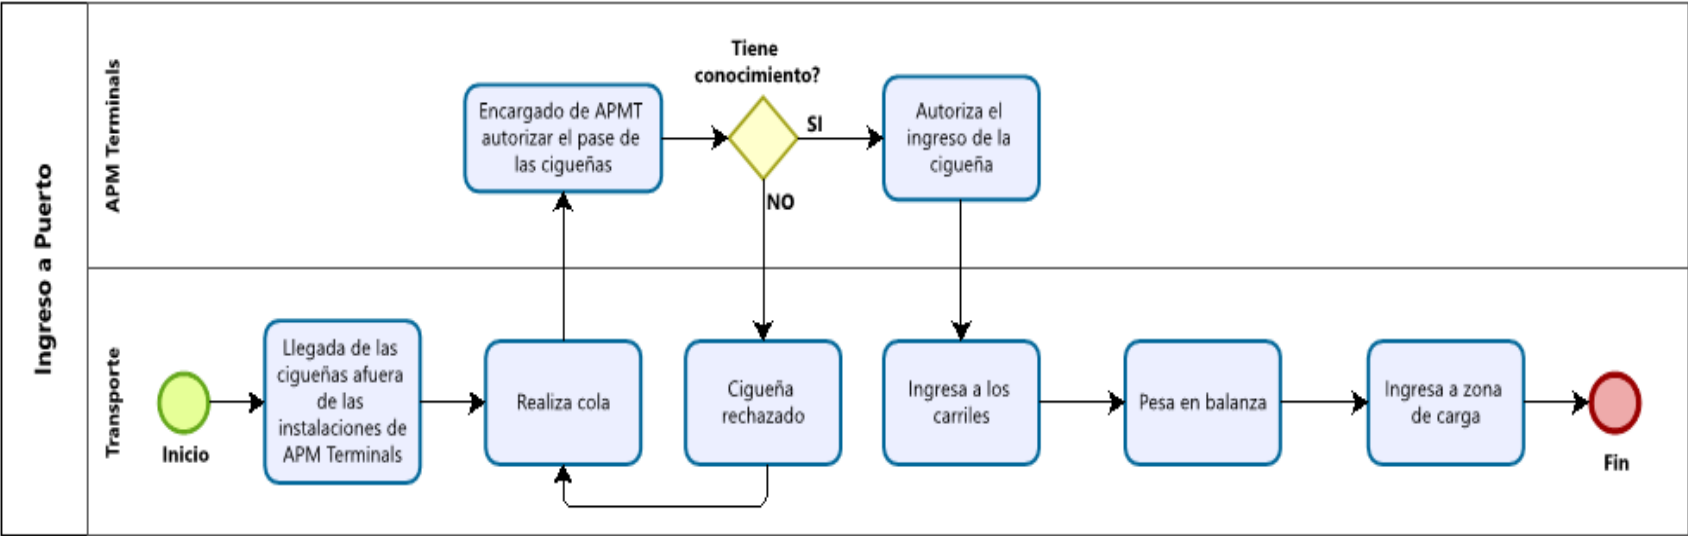 Ingreso a Puerto
APM Terminals
Encargado de APMT
autorizar el pase de
las cigueñas
Tiene
conocimiento?
SI
NO
Autoriza el
ingreso de la
cigueña
Transporte
Inicio
Llegada de las
cigueñas afuera
de las
instalaciones de
APM Terminals
Realiza cola
Cigueña
rechazado
Ingresa a los
carriles
Pesa en balanza
Ingresa a zona
de carga
Fin